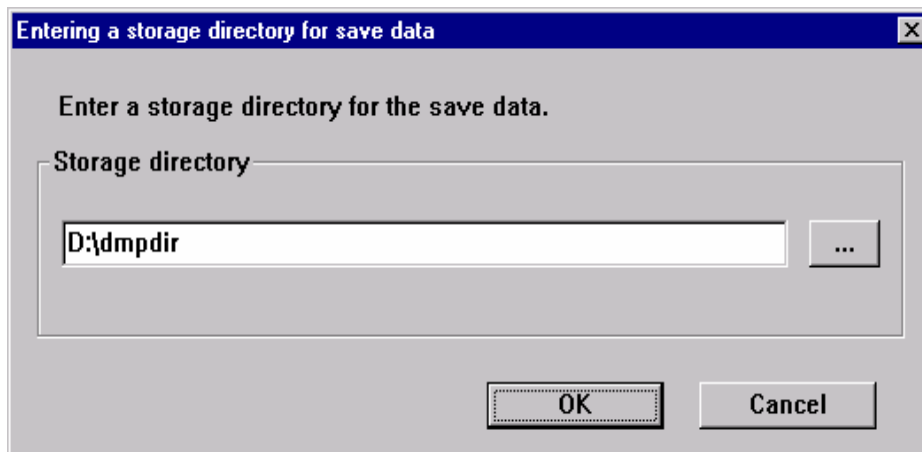 Entering a storage directory for save data
Enter a storage directory for the save data.
Storage directory
D:\dmpdir
...
OK
Cancel